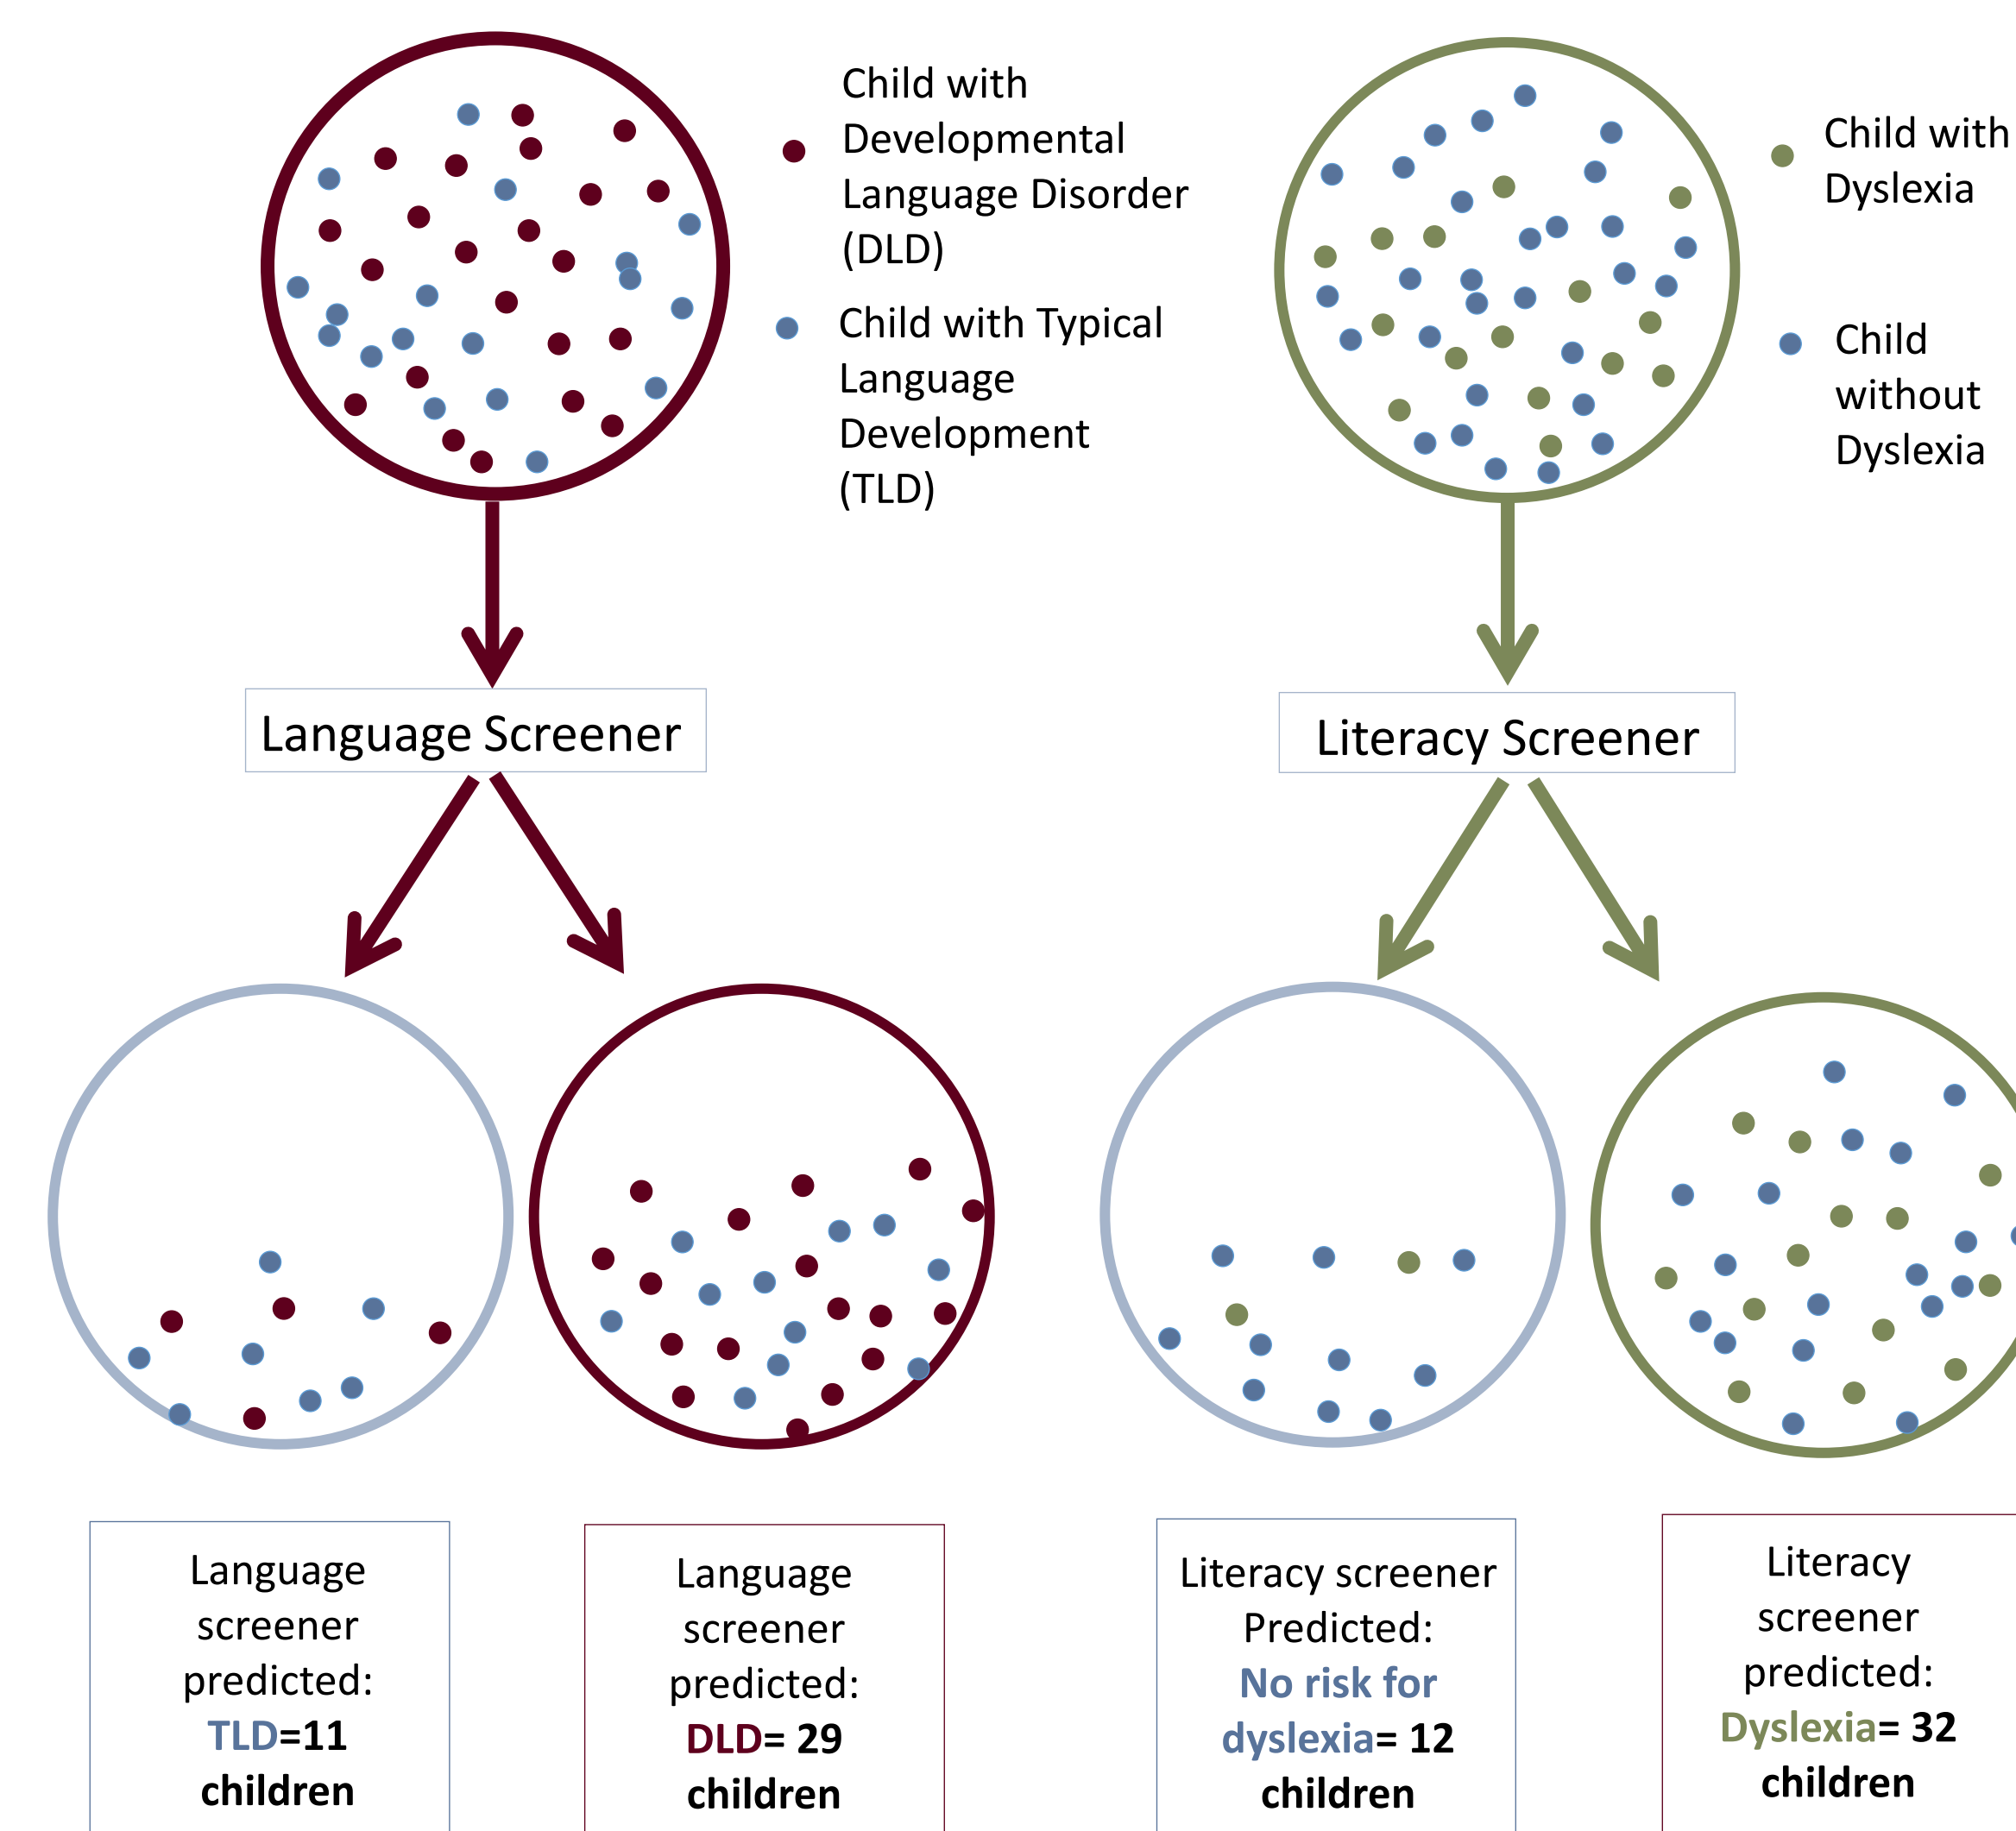 Child with
Developmental
Language Disorder
(DLD)
Child with Typical
Language
Development
(TLD)
Child with
Dyslexia
Child
without
Dyslexia
Language Screener
Literacy Screener
Language
screener
predicted:
TLD=11
children
Language
screener
predicted:
DLD= 29
children
Literacy screener
Predicted:
No risk for
dyslexia= 12
children
Literacy
screener
predicted:
Dyslexia= 32
children